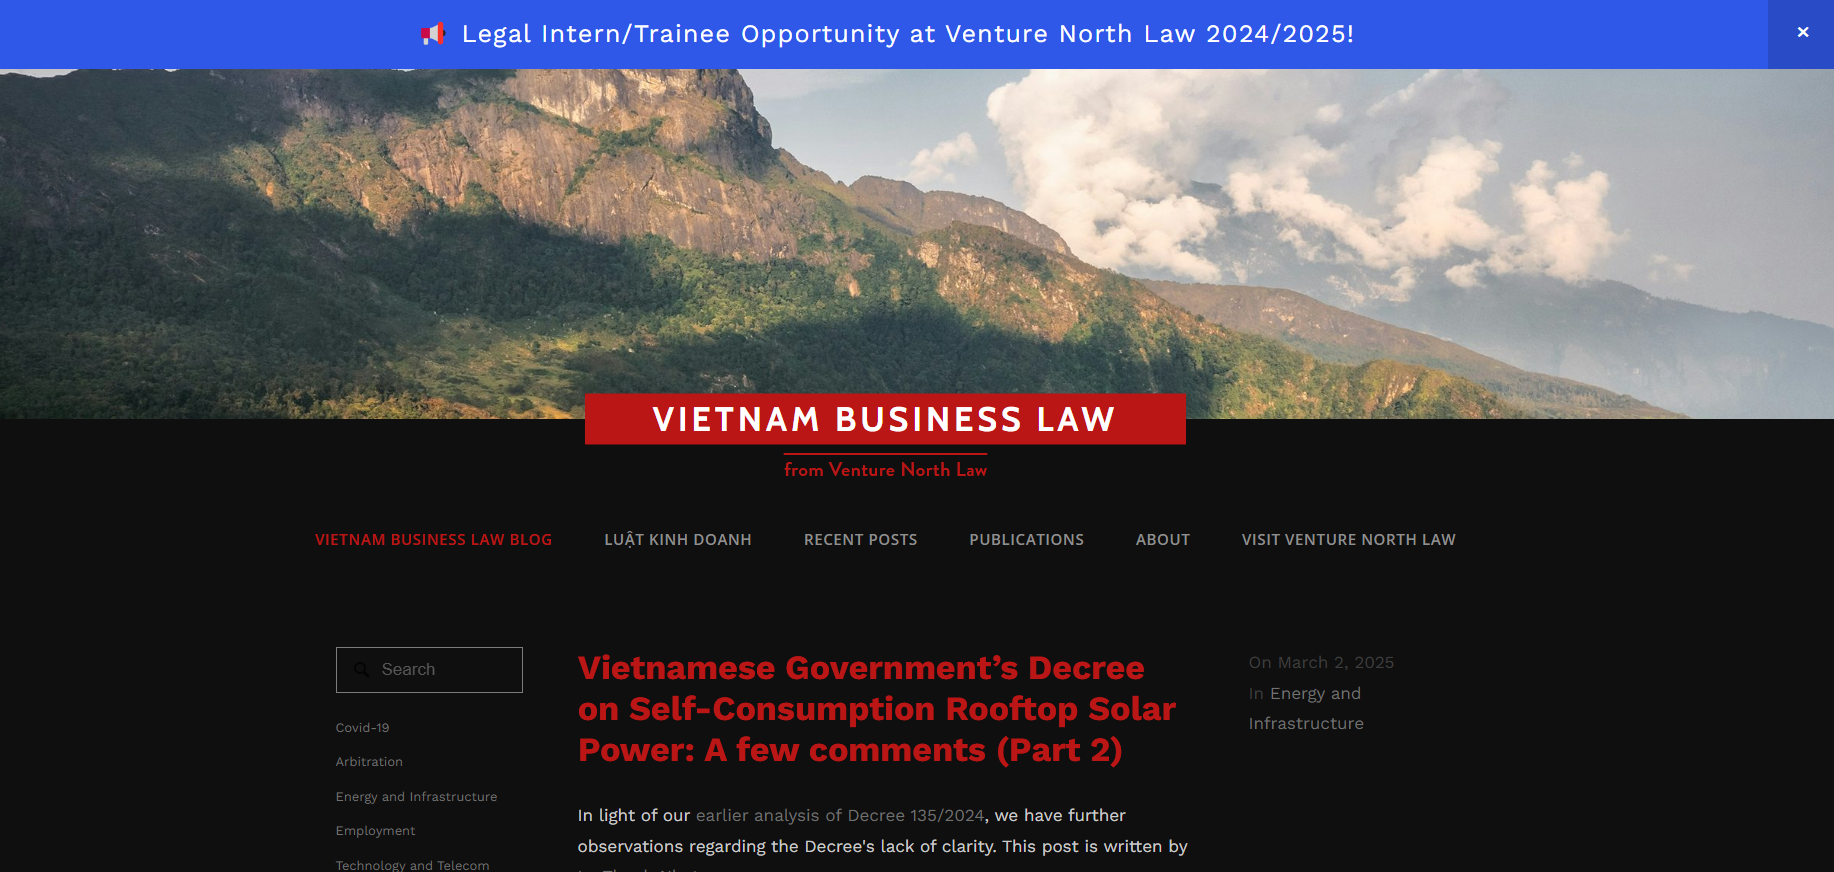 Legal Intern/Trainee Opportunity at Venture North Law 2024/2025!
VIETNAM BUSINESS LAW
from Venture North Law
VIETNAM BUSINESS LAW BLOG
LUẬT KINH DOANH
RECENT POSTS
PUBLICATIONS
ABOUT
VISIT VENTURE NORTH LAW
Search
Covid-19
Arbitration
Energy and Infrastructure
Employment
Technology and Telecom
Vietnamese Government’s Decree
on Self-Consumption Rooftop Solar
Power: A few comments (Part 2)
In light of our earlier analysis of Decree 135/2024, we have further
observations regarding the Decree's lack of clarity. This post is written by
On March 2, 2025
In Energy and
Infrastructure